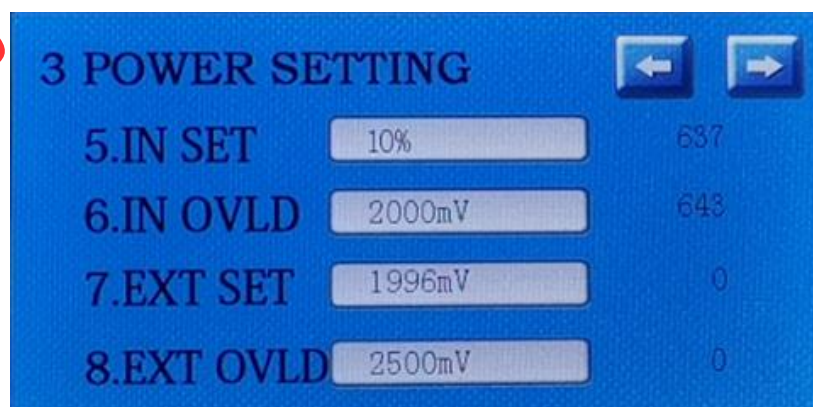 3 POWER SETTING
5.IN SET 10% 637
6.IN OVLD 2000mV 643
7.EXT SET 1996mV 0
8.EXT OVLD 2500mV 0